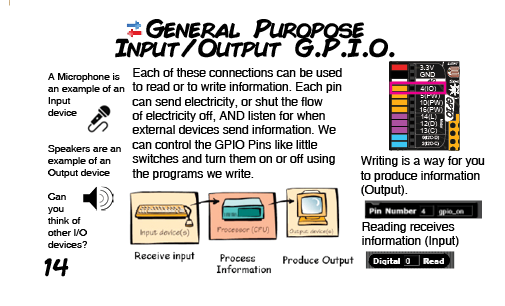 GENERAL PUROPOSE
INPUT/OUTPUT G.P.I.O.
A Microphone is
an example of an
Input
device
Speakers are an
example of an
Output device
Can
you
think of
other I/O
devices?
14
Each of these connections can be used
to read or to write information. Each pin
can send electricity, or shut the flow
of electricity off, AND listen for when
external devices send information. We
can control the GPIO Pins like little
switches and turn them on or off using
the programs we write.
Input device(s)
Processor (CPU)
Output device(s)
Receive input
Process
Information
Produce Output
3.3V
GND
4(IO)
5(PW)
10(PW)
16(PW)
14(L)
12(D)
13(C)
GPIO
Writing is a way for you
to produce information
(Output).
Pin Number 4 gpio_on
Reading receives
information (Input)
Digital 0 Read